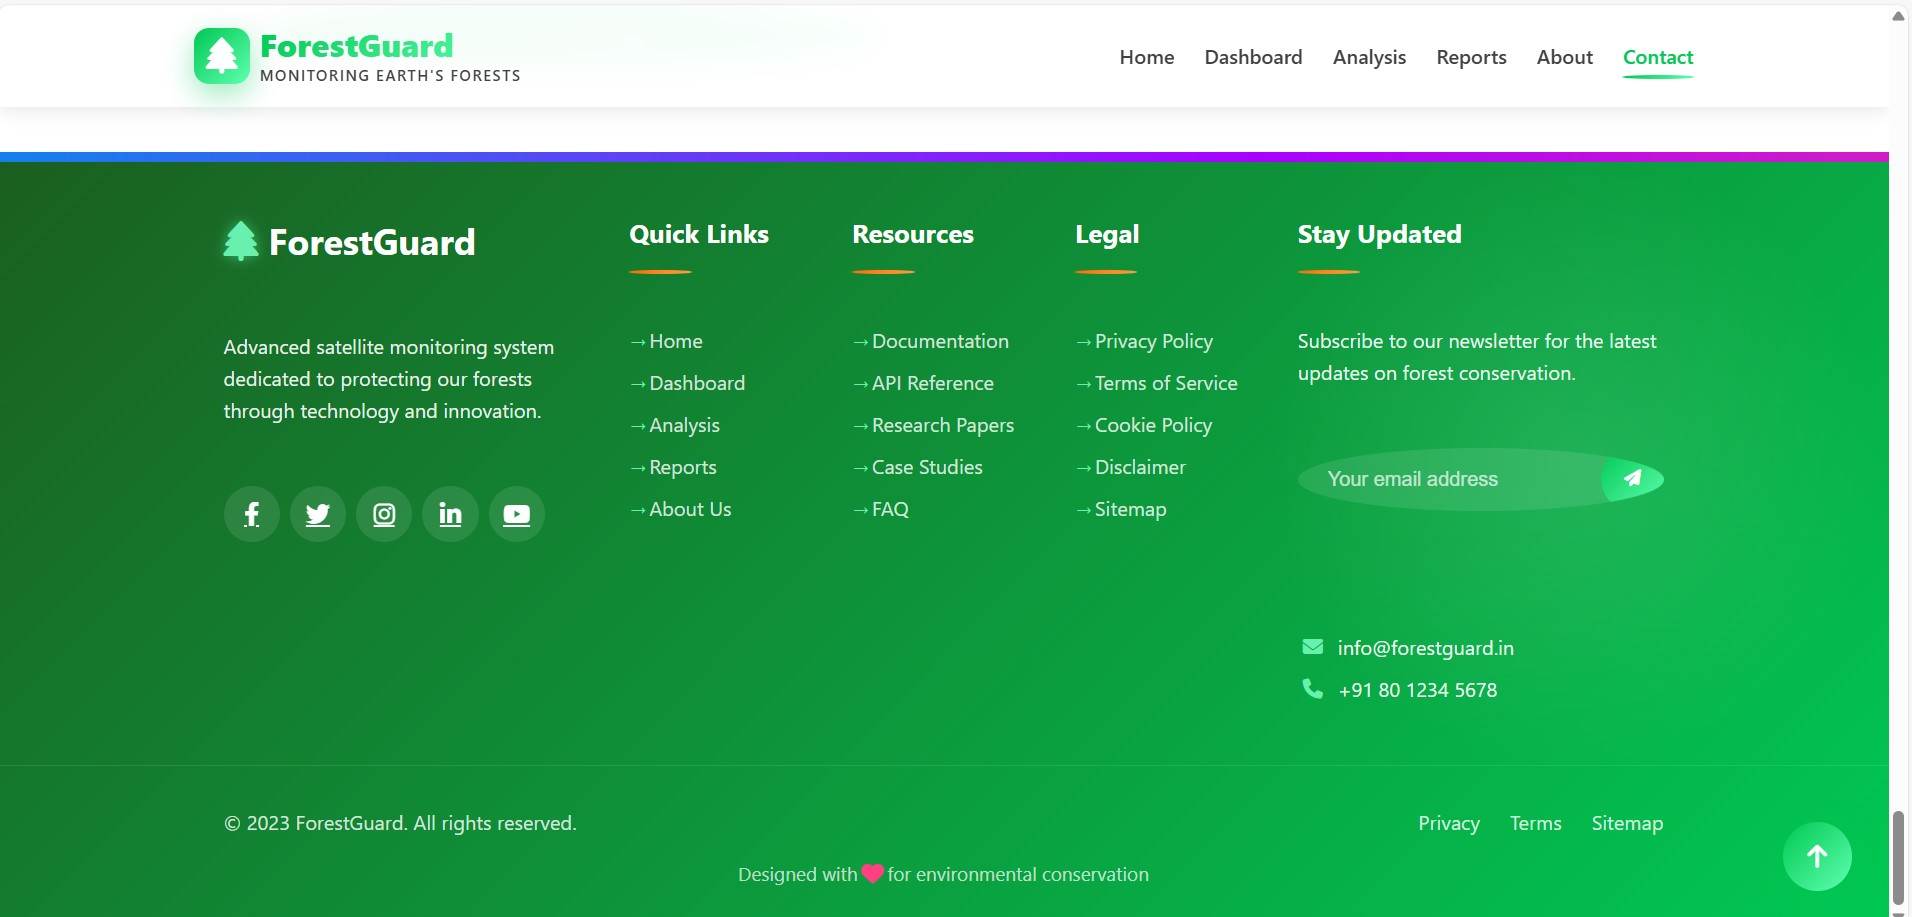 ForestGuard
MONITORING EARTH'S FORESTS
Home Dashboard Analysis Reports About Contact
ForestGuard
Advanced satellite monitoring system
dedicated to protecting our forests
through technology and innovation.
Quick Links
→Home
→Dashboard
→Analysis
→Reports
→About Us
Resources
→Documentation
→API Reference
→Research Papers
→Case Studies
→FAQ
Legal
→Privacy Policy
→Terms of Service
→Cookie Policy
→Disclaimer
→Sitemap
Stay Updated
Subscribe to our newsletter for the latest
updates on forest conservation.
Your email address
info@forestguard.in
+91 80 1234 5678
© 2023 ForestGuard. All rights reserved.
Privacy Terms Sitemap
Designed with for environmental conservation